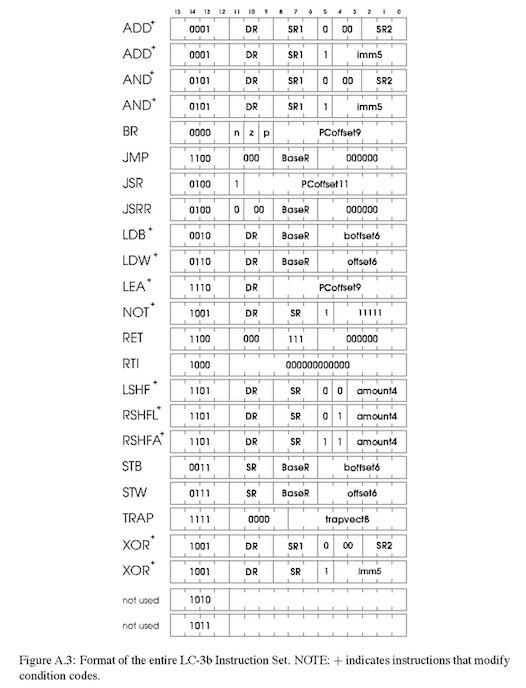 15 14 13 12 11 10 9 8 7 6 5 4 3 2 1 0
ADD+ 0001 DR SR1 0 00 SR2
ADD+ 0001 DR SR1 1 imm5
AND+ 0101 DR SR1 0 00 SR2
AND+ 0101 DR SR1 1 imm5
BR 0000 n z p PCoffset9
JMP 1100 000 BaseR 000000
JSR 0100 1 PCoffset11
JSRR 0100 0 00 BaseR 000000
LDB+ 0010 DR BaseR boffset6
LDW+ 0110 DR BaseR offset6
LEA+ 1110 DR PCoffset9
NOT+ 1001 DR SR 1 11111
RET 1100 000 111 000000
RTI 1000 000000000000
LSHF+ 1101 DR SR 0 0 amount4
RSHFL+ 1101 DR SR 0 1 amount4
RSHFA+ 1101 DR SR 1 1 amount4
STB 0011 SR BaseR boffset6
STW 0111 SR BaseR offset6
TRAP 1111 0000 trapvect8
XOR+ 1001 DR SR1 0 00 SR2
XOR+ 1001 DR SR 1 imm5
not used 1010
not used 1011
Figure A.3: Format of the entire LC-3b Instruction Set. NOTE: + indicates instructions that modify
condition codes.